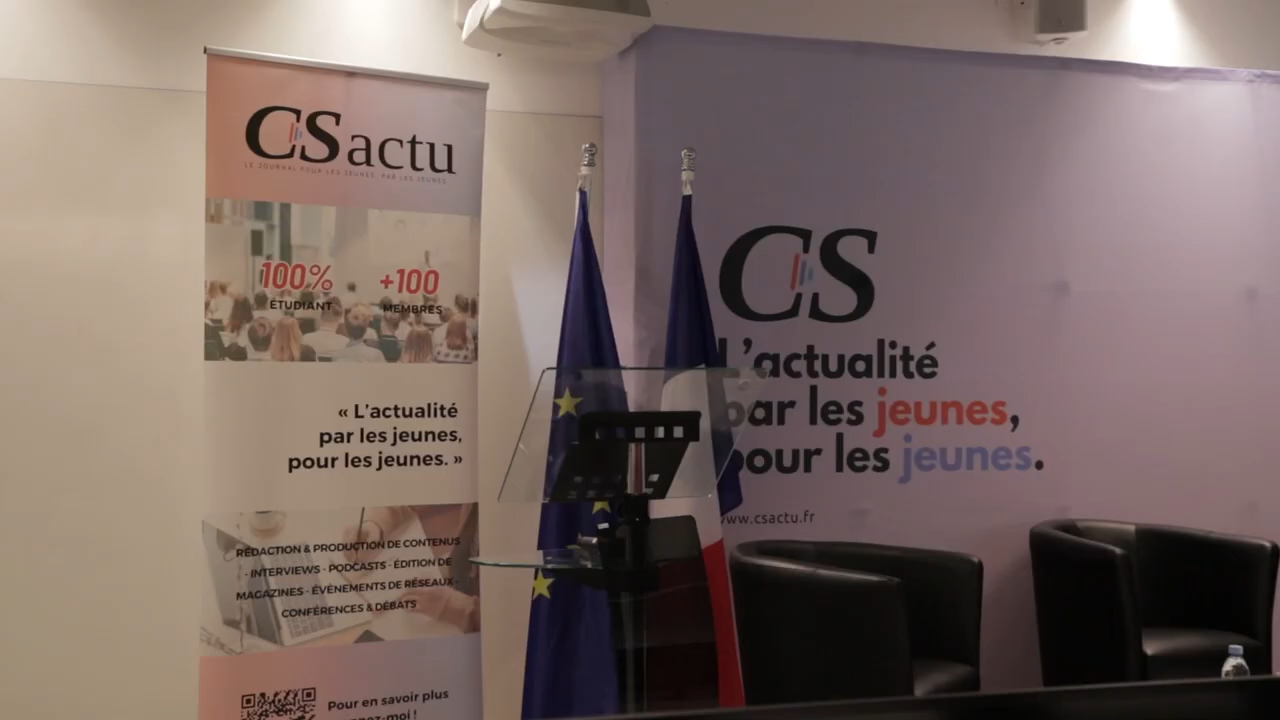 CSactu
LE JOURNAL POUR LES JEUNES, PAR LES JEUNES
100%
ÉTUDIANT
+100
MEMBRES
« L'actualité
par les jeunes,
pour les jeunes. »
RÉDACTION & PRODUCTION DE CONTENUS
- INTERVIEWS - PODCASTS - ÉDITION DE
MAGAZINES - ÉVÈNEMENTS DE RÉSEAUX -
CONFÉRENCES & DÉBATS
Pour en savoir plus
-moi !
CS
L'actualité
par les jeunes,
pour les jeunes.
www.csactu.fr